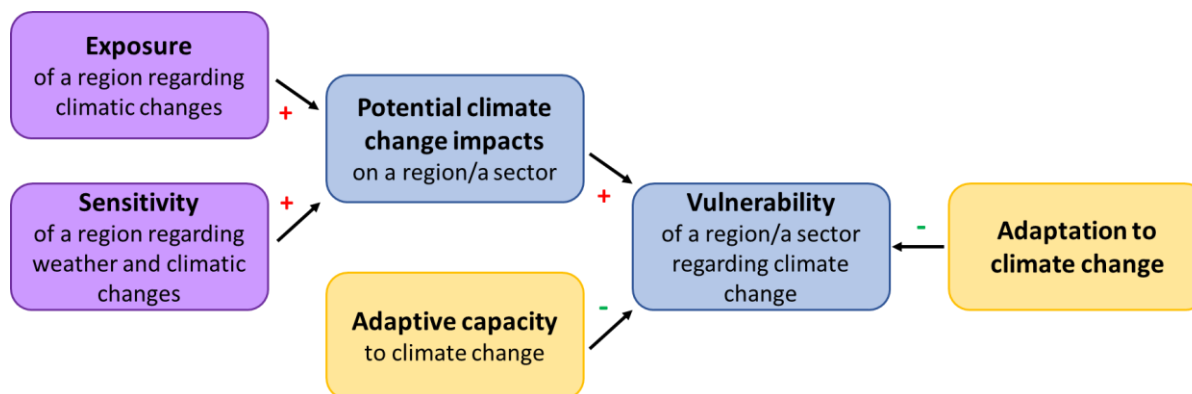 Exposure
of a region regarding
climatic changes
+
Potential climate
change impacts
on a region/a sector
Sensitivity
of a region regarding
weather and climatic
changes
+
+
Vulnerability
of a region/a sector
regarding climate
change
-
Adaptation to
climate change
Adaptive capacity
to climate change
-